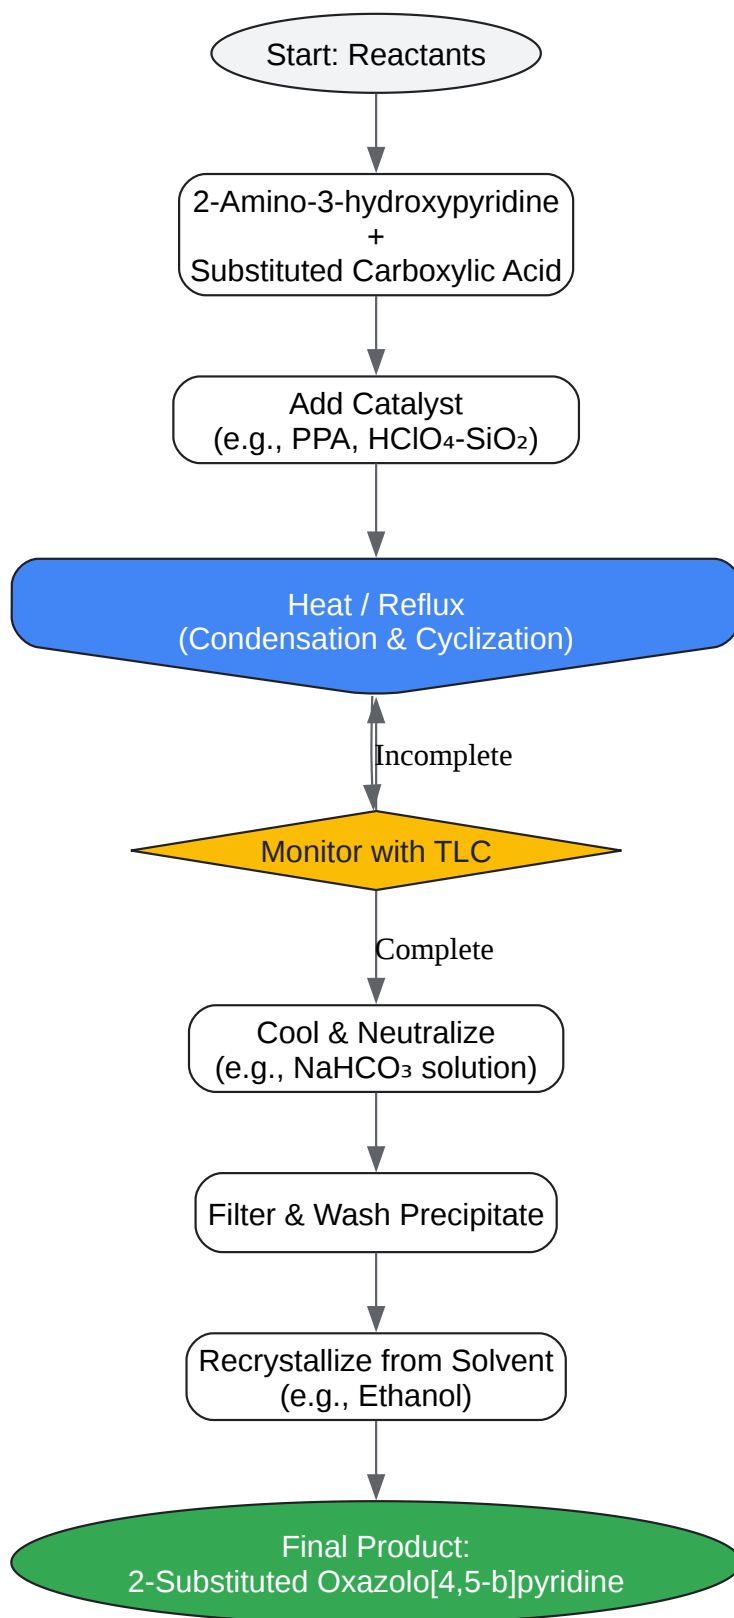 Start: Reactants
2-Amino-3-hydroxypyridine
+
Substituted Carboxylic Acid
Add Catalyst
(e.g., PPA, HClO₄-SiO₂)
Heat / Reflux
(Condensation & Cyclization)
Incomplete
Monitor with TLC
Complete
Cool & Neutralize
(e.g., NaHCO₃ solution)
Filter & Wash Precipitate
Recrystallize from Solvent
(e.g., Ethanol)
Final Product:
2-Substituted Oxazolo[4,5-b]pyridine